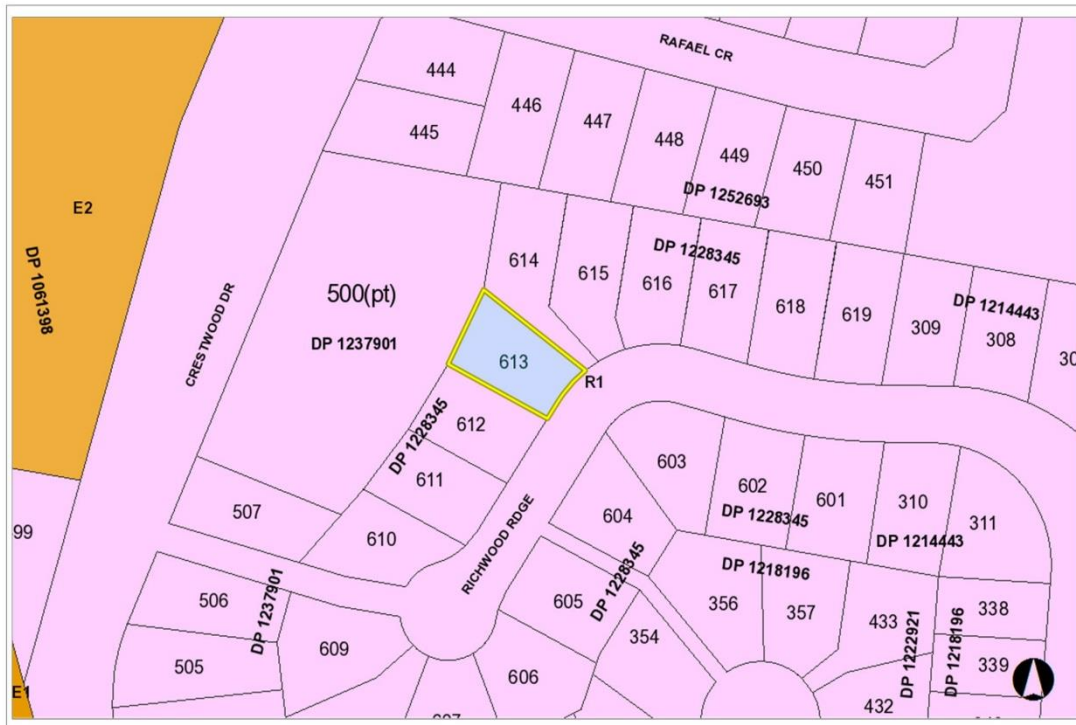 RAFAEL CR
444
446
447
445
448
449
450
451
DP 1252693
E2
DP 1061398
CRESTWOOD DR
500(pt)
DP 1237901
614
615
616
DP 1228345
617
618
619
309
DP 1214443
308
613
R1
612
DP 1228345
611
610
507
99
RICHWOOD RDGE
603
602
601
310
311
DP 1228345
DP 1214443
604
DP 1218196
605
DP 1228345
356
357
433
338
506
DP 1237901
609
354
DP 1222921
DP 1218196
505
606
339
E1
432